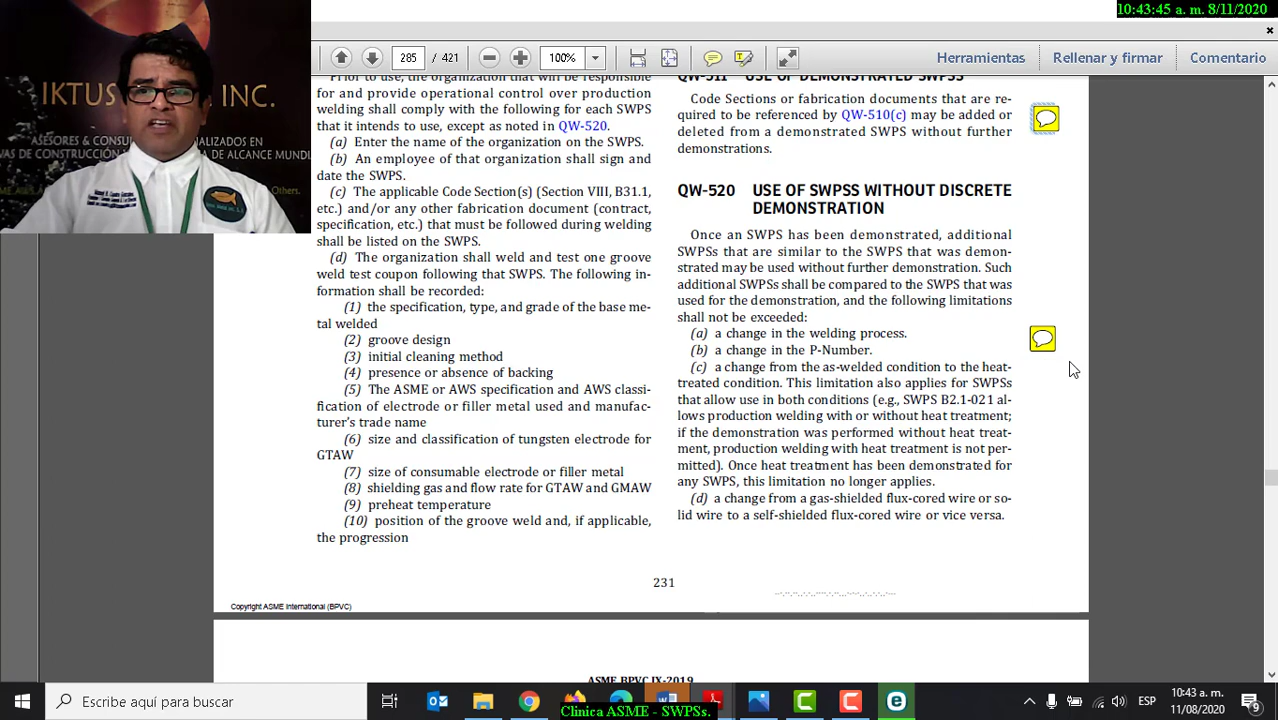 10:43:45 a. m. 8/11/2020
IKTUS
INC.
ASESORES & CONSU
IALIZADOS EN
VAS DE CONSTRUCCIÓN
A DE ALCANCE MUNDI
Others.
285 / 421
100%
Herramientas
Rellenar y firmar
Comentario
Prior to use, the organization that will be responsible
for and provide operational control over production
welding shall comply with the following for each SWPS
that it intends to use, except as noted in QW-520.
(a) Enter the name of the organization on the SWPS.
(b) An employee of that organization shall sign and
date the SWPS.
(c) The applicable Code Section(s) (Section VIII, B31.1,
etc.) and/or any other fabrication document (contract,
specification, etc.) that must be followed during welding
shall be listed on the SWPS.
(d) The organization shall weld and test one groove
weld test coupon following that SWPS. The following in-
formation shall be recorded:
(1) the specification, type, and grade of the base me-
tal welded
(2) groove design
(3) initial cleaning method
(4) presence or absence of backing
(5) The ASME or AWS specification and AWS classi-
fication of electrode or filler metal used and manufac-
turer's trade name
(6) size and classification of tungsten electrode for
GTAW
(7) size of consumable electrode or filler metal
(8) shielding gas and flow rate for GTAW and GMAW
(9) preheat temperature
(10) position of the groove weld and, if applicable,
the progression
QW-511 USE OF DEMONSTRATED SWPSS
Code Sections or fabrication documents that are re-
quired to be referenced by QW-510(c) may be added or
deleted from a demonstrated SWPS without further
demonstrations.
QW-520 USE OF SWPSS WITHOUT DISCRETE
DEMONSTRATION
Once an SWPS has been demonstrated, additional
SWPSs that are similar to the SWPS that was demon-
strated may be used without further demonstration. Such
additional SWPSs shall be compared to the SWPS that was
used for the demonstration, and the following limitations
shall not be exceeded:
(a) a change in the welding process.
(b) a change in the P-Number.
(c) a change from the as-welded condition to the heat-
treated condition. This limitation also applies for SWPSs
that allow use in both conditions (e.g., SWPS B2.1-021 al-
lows production welding with or without heat treatment;
if the demonstration was performed without heat treat-
ment, production welding with heat treatment is not per-
mitted). Once heat treatment has been demonstrated for
any SWPS, this limitation no longer applies.
(d) a change from a gas-shielded flux-cored wire or so-
lid wire to a self-shielded flux-cored wire or vice versa.
231
Copyright ASME International (BPVC)
ASME BPVC.IX-2019
Escribe aquí para buscar
ESP
10:43 a. m.
11/08/2020
Clinica ASME - SWPSs.